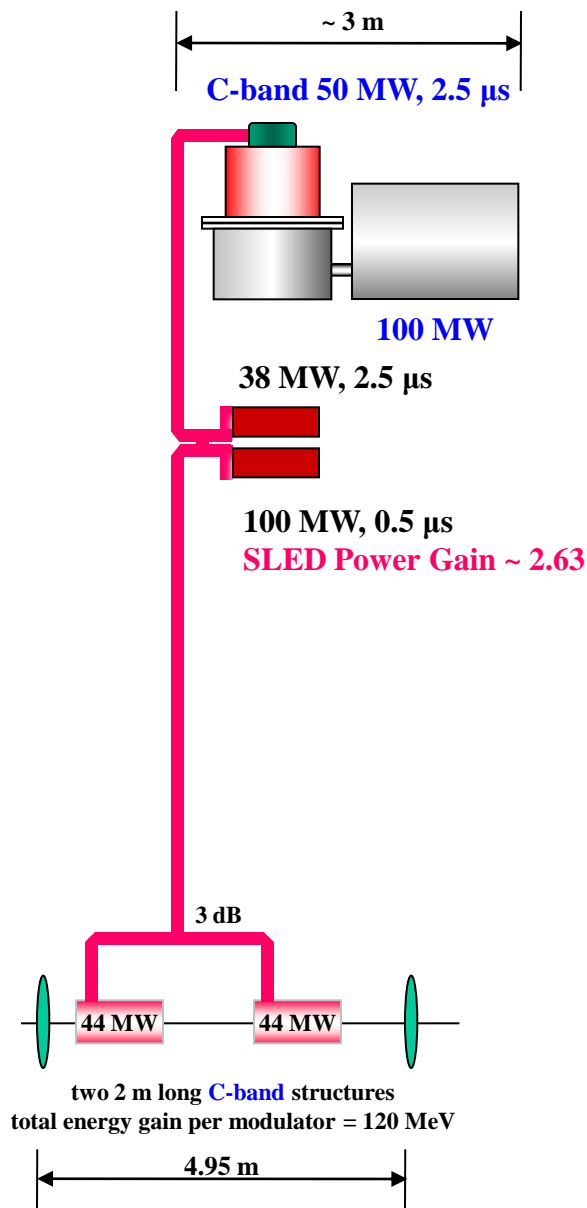 ~ 3 m
C-band 50 MW, 2.5 μs
100 MW
38 MW, 2.5 μs
100 MW, 0.5 μs
SLED Power Gain ~ 2.63
3 dB
44 MW
44 MW
two 2 m long C-band structures
total energy gain per modulator = 120 MeV
4.95 m